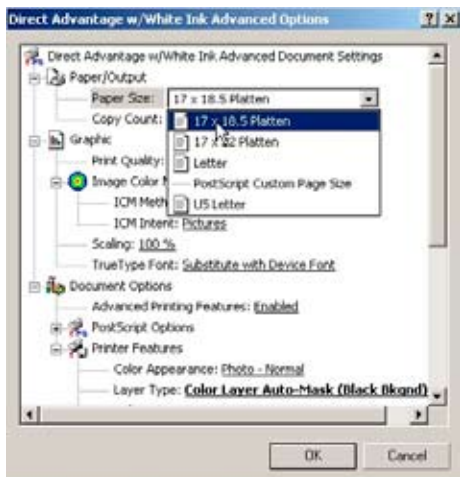 Direct Advantage w/White Ink Advanced Options
Direct Advantage w/White Ink Advanced Document Settings
Paper/Output
Paper Size: 17 x 18.5 Platten
Copy Count:
17 x 18.5 Platten
Graphic
17 x 22 Platten
Print Quality:
Letter
Image Color M
PostScript Custom Page Size
ICM Meth
US Letter
ICM Intent: Pictures
Scaling: 100 %
TrueType Font: Substitute with Device Font
Document Options
Advanced Printing Features: Enabled
PostScript Options
Printer Features
Color Appearance: Photo - Normal
Layer Type: Color Layer Auto-Mask (Black Bkgnd)
OK Cancel